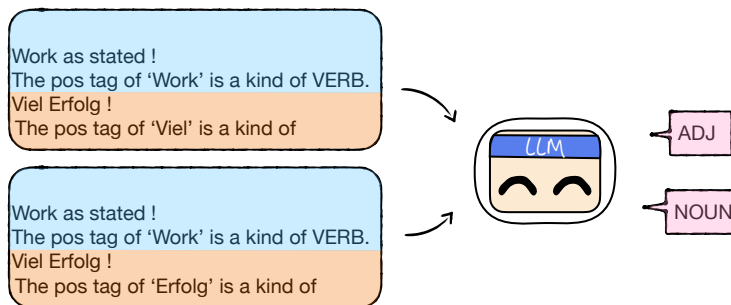 Work as stated !
The pos tag of ‘Work’ is a kind of VERB.
Viel Erfolg !
The pos tag of ‘Viel’ is a kind of
Work as stated !
The pos tag of ‘Work’ is a kind of VERB.
Viel Erfolg !
The pos tag of ‘Erfolg’ is a kind of
LLM
ADJ
NOUN